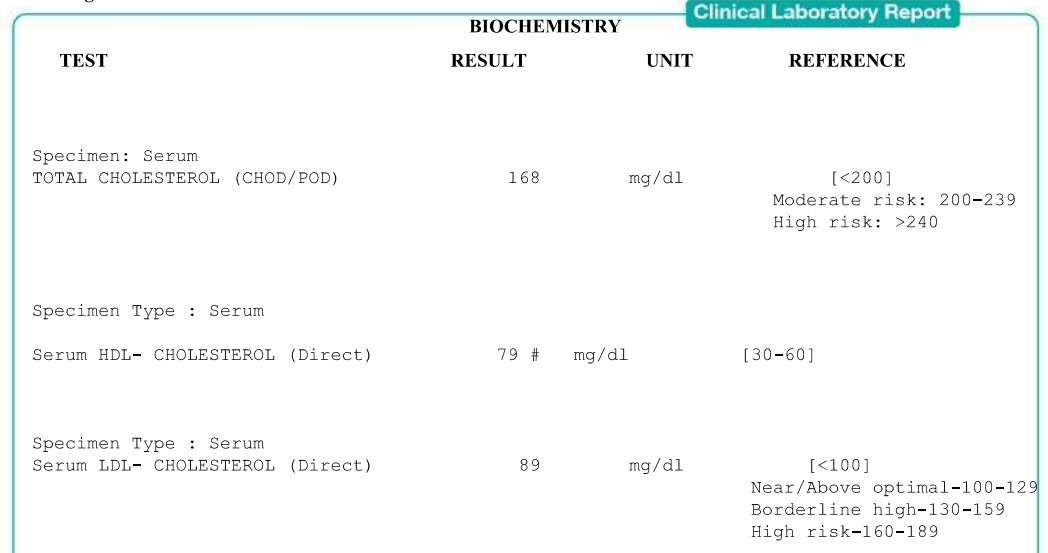 Clinical Laboratory Report
BIOCHEMISTRY
TEST RESULT UNIT REFERENCE
Specimen: Serum
TOTAL CHOLESTEROL (CHOD/POD) 168 mg/dl [<200]
Moderate risk: 200-239
High risk: >240
Specimen Type : Serum
Serum HDL- CHOLESTEROL (Direct) 79 # mg/dl [30-60]
Specimen Type : Serum
Serum LDL- CHOLESTEROL (Direct) 89 mg/dl [<100]
Near/Above optimal-100-129
Borderline high-130-159
High risk-160-189